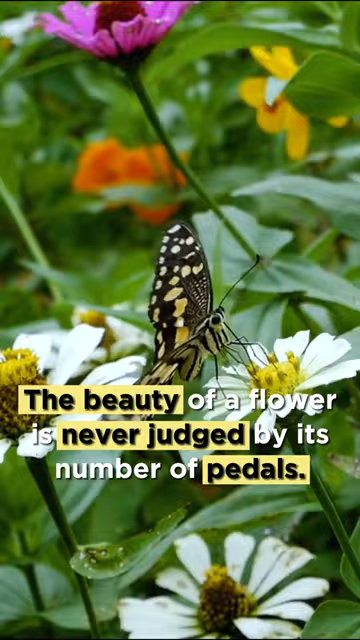 The beauty of a flower
is never judged by its
number of pedals.